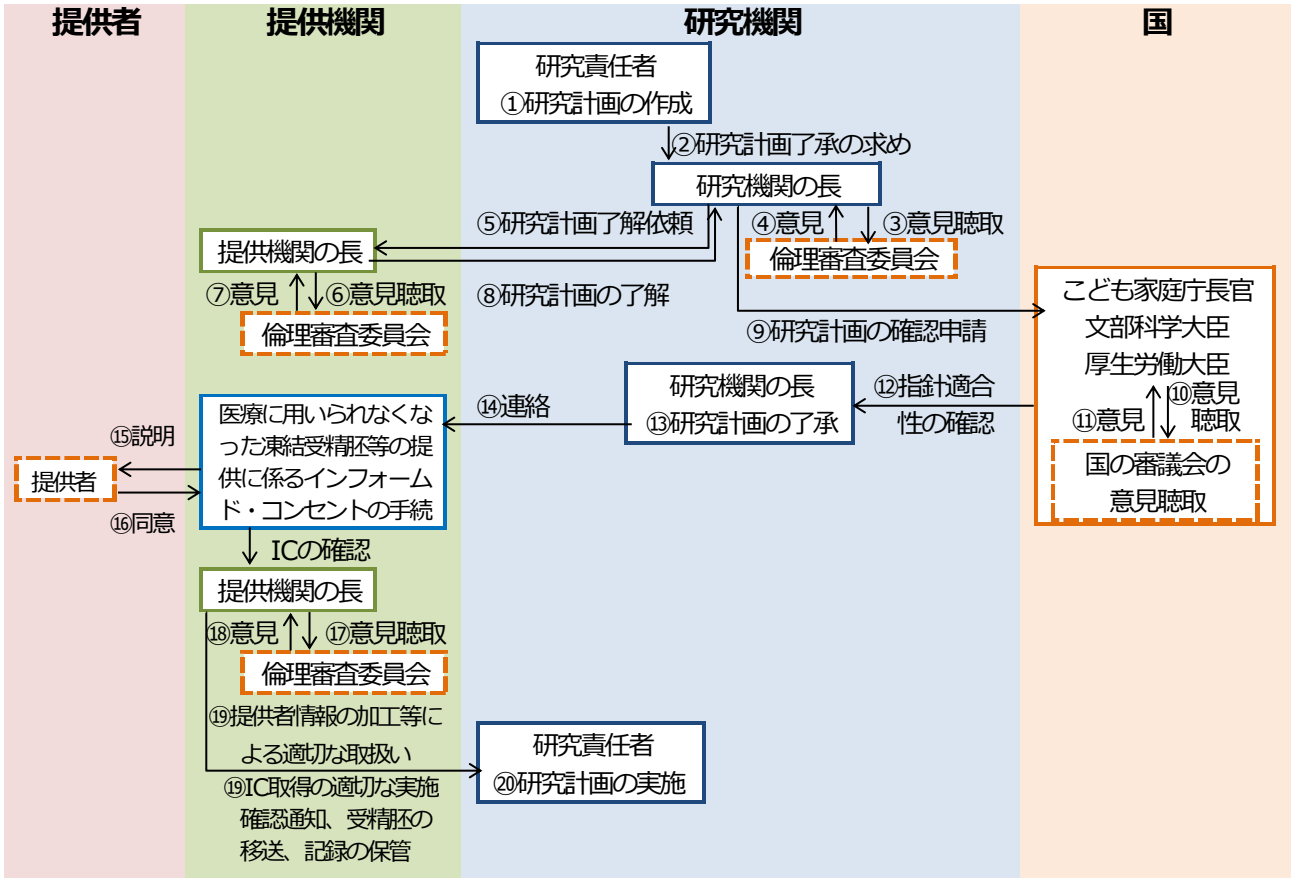 提供者
提供機関
研究機関
国
研究責任者
①研究計画の作成
②研究計画了承の求め
研究機関の長
④意見
③意見聴取
倫理審査委員会
⑤研究計画了解依頼
提供機関の長
⑦意見
⑥意見聴取
倫理審査委員会
⑧研究計画の了解
⑨研究計画の確認申請
こども家庭庁長官
文部科学大臣
厚生労働大臣
⑪意見
⑩意見
聴取
国の審議会の
意見聴取
⑫指針適合
性の確認
研究機関の長
⑬研究計画の了承
⑭連絡
医療に用いられなくな
った凍結受精胚等の提
供に係るインフォーム
ド・コンセントの手続
⑮説明
提供者
⑯同意
ICの確認
提供機関の長
⑱意見
⑰意見聴取
倫理審査委員会
⑲提供者情報の加工等に
よる適切な取扱い
⑲IC取得の適切な実施
確認通知、受精胚の
移送、記録の保管
研究責任者
⑳研究計画の実施